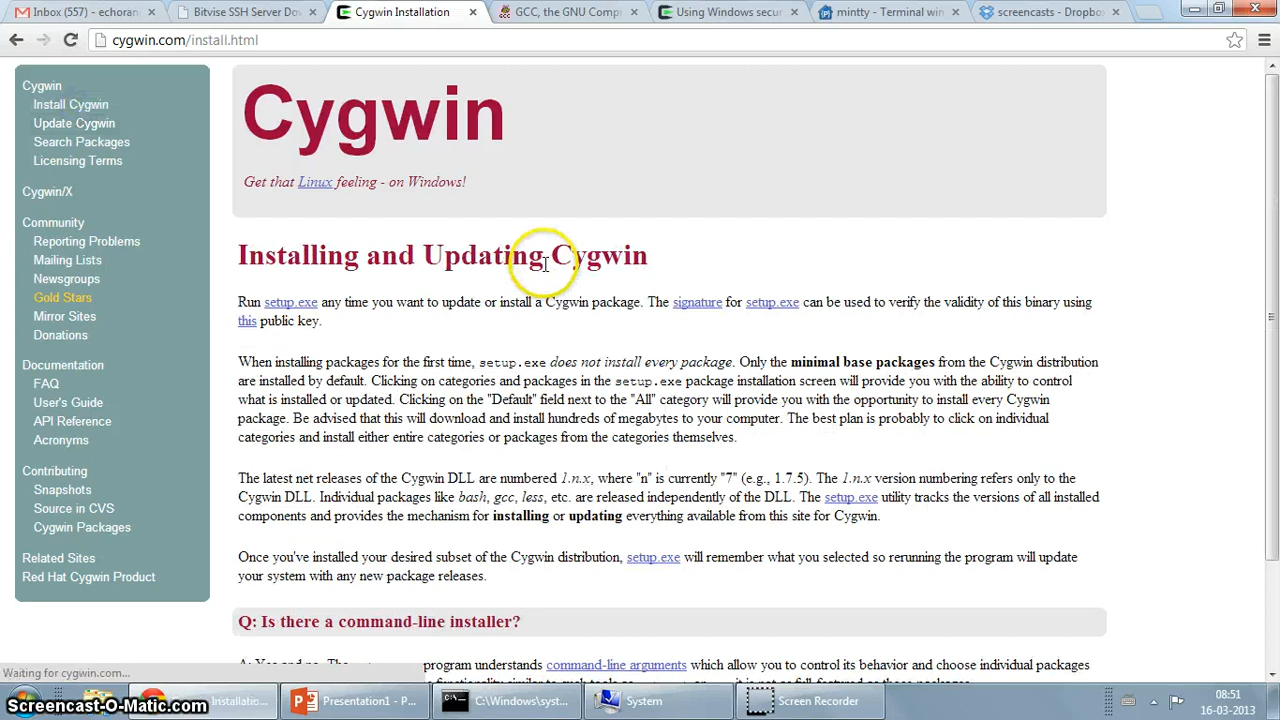 Inbox (557) - echoran
Bitvise SSH Server Do
Cygwin Installation
GCC, the GNU Comp
Using Windows secu
mintty - Terminal win
screencasts - Dropbo
cygwin.com/install.html
Cygwin
Install Cygwin
Update Cygwin
Search Packages
Licensing Terms
Cygwin/X
Community
Reporting Problems
Mailing Lists
Newsgroups
Gold Stars
Mirror Sites
Donations
Documentation
FAQ
User's Guide
API Reference
Acronyms
Contributing
Snapshots
Source in CVS
Cygwin Packages
Related Sites
Red Hat Cygwin Product
Cygwin
Get that Linux feeling - on Windows!
Installing and Updating Cygwin
Run setup.exe any time you want to update or install a Cygwin package. The signature for setup.exe can be used to verify the validity of this binary using
this public key.
When installing packages for the first time, setup.exe does not install every package. Only the minimal base packages from the Cygwin distribution
are installed by default. Clicking on categories and packages in the setup.exe package installation screen will provide you with the ability to control
what is installed or updated. Clicking on the "Default" field next to the "All" category will provide you with the opportunity to install every Cygwin
package. Be advised that this will download and install hundreds of megabytes to your computer. The best plan is probably to click on individual
categories and install either entire categories or packages from the categories themselves.
The latest net releases of the Cygwin DLL are numbered 1.n.x, where "n" is currently "7" (e.g., 1.7.5). The 1.n.x version numbering refers only to the
Cygwin DLL. Individual packages like bash, gcc, less, etc. are released independently of the DLL. The setup.exe utility tracks the versions of all installed
components and provides the mechanism for installing or updating everything available from this site for Cygwin.
Once you've installed your desired subset of the Cygwin distribution, setup.exe will remember what you selected so rerunning the program will update
your system with any new package releases.
Q: Is there a command-line installer?
A: Yes and no. The program understands command-line arguments which allow you to control its behavior and choose individual packages
Waiting for cygwin.com...
Installatio...
Presentation1 - P...
C:\Windows\syst...
System
Screen Recorder
08:51
16-03-2013
Screencast-O-Matic.com